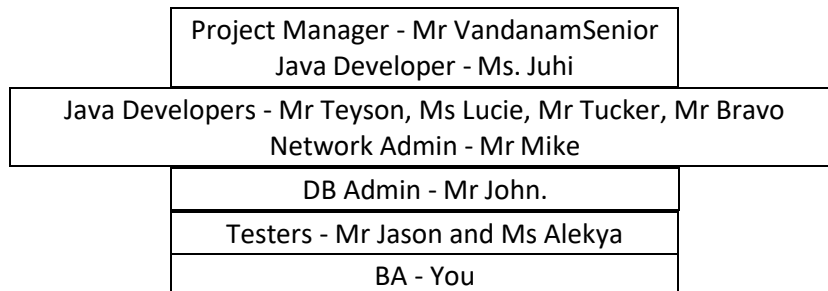 Project Manager - Mr VandanamSenior
Java Developer - Ms. Juhi
Java Developers - Mr Teyson, Ms Lucie, Mr Tucker, Mr Bravo
Network Admin - Mr Mike
DB Admin - Mr John.
Testers - Mr Jason and Ms Alekya
BA - You